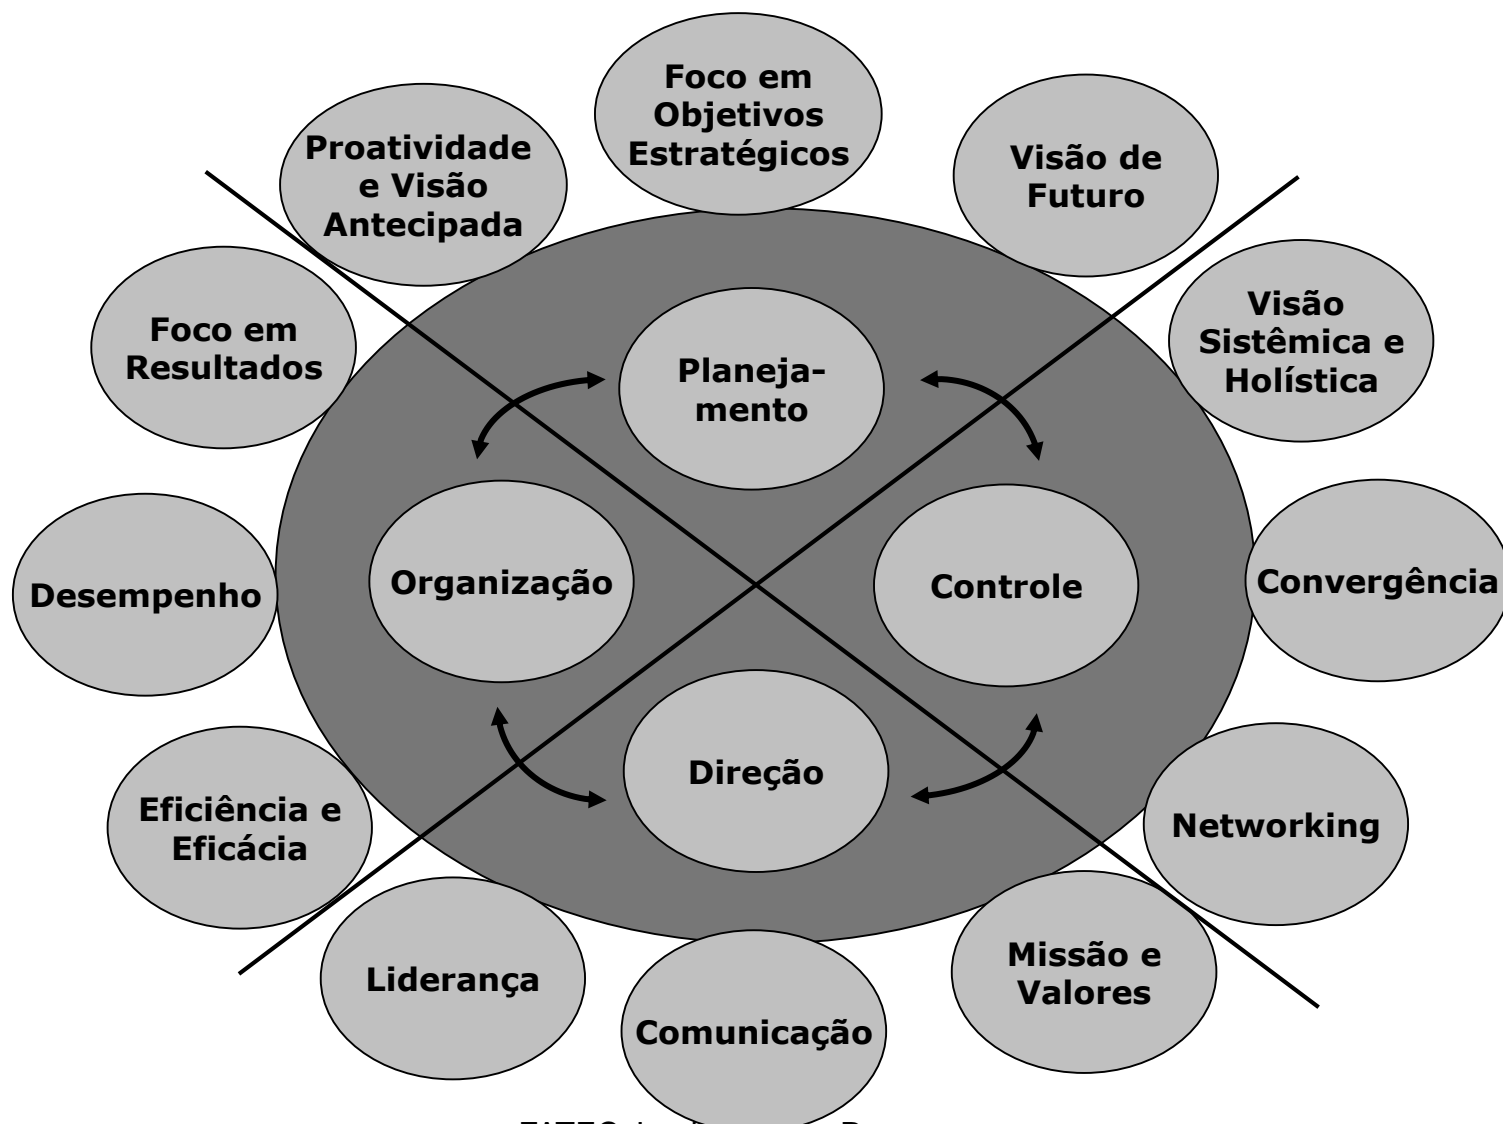 Foco em
Objetivos
Estratégicos
Proatividade
e Visão
Antecipada
Visão de
Futuro
Foco em
Resultados
Visão
Sistêmica e
Holística
Planeja-
mento
Desempenho
Organização
Controle
Convergência
Direção
Eficiência e
Eficácia
Networking
Liderança
Missão e
Valores
Comunicação